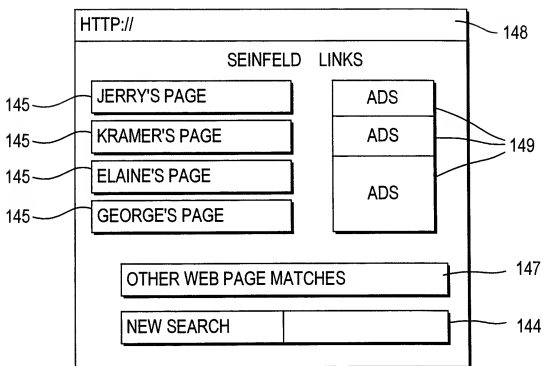 HTTP://
148
SEINFELD LINKS
145
JERRY'S PAGE
ADS
145
KRAMER'S PAGE
ADS
149
145
ELAINE'S PAGE
ADS
145
GEORGE'S PAGE
OTHER WEB PAGE MATCHES
147
NEW SEARCH
144